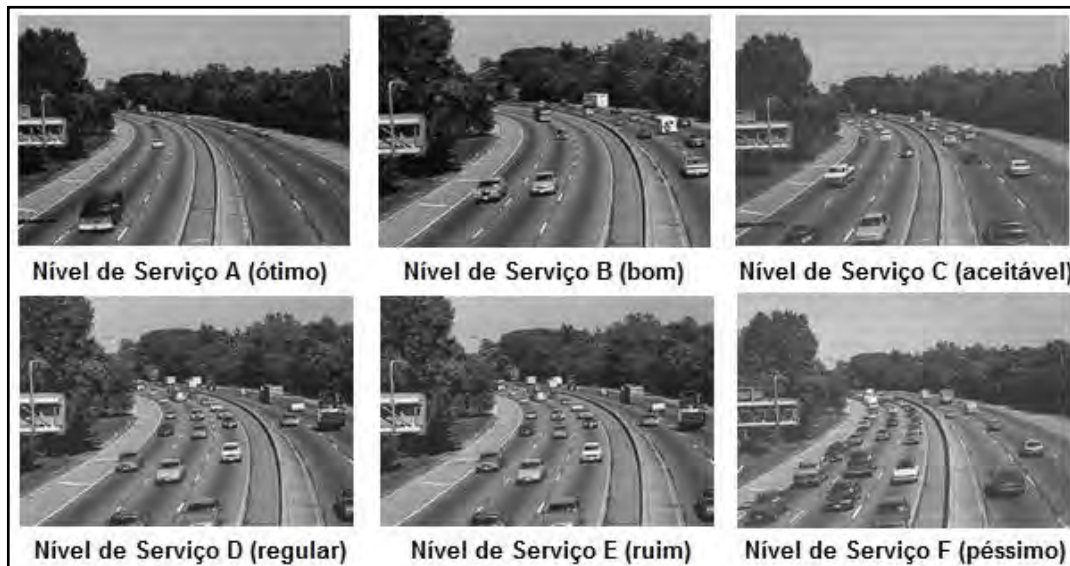 Nível de Serviço A (ótimo)
Nível de Serviço B (bom)
Nível de Serviço C (aceitável)
Nível de Serviço D (regular)
Nível de Serviço E (ruim)
Nível de Serviço F (péssimo)